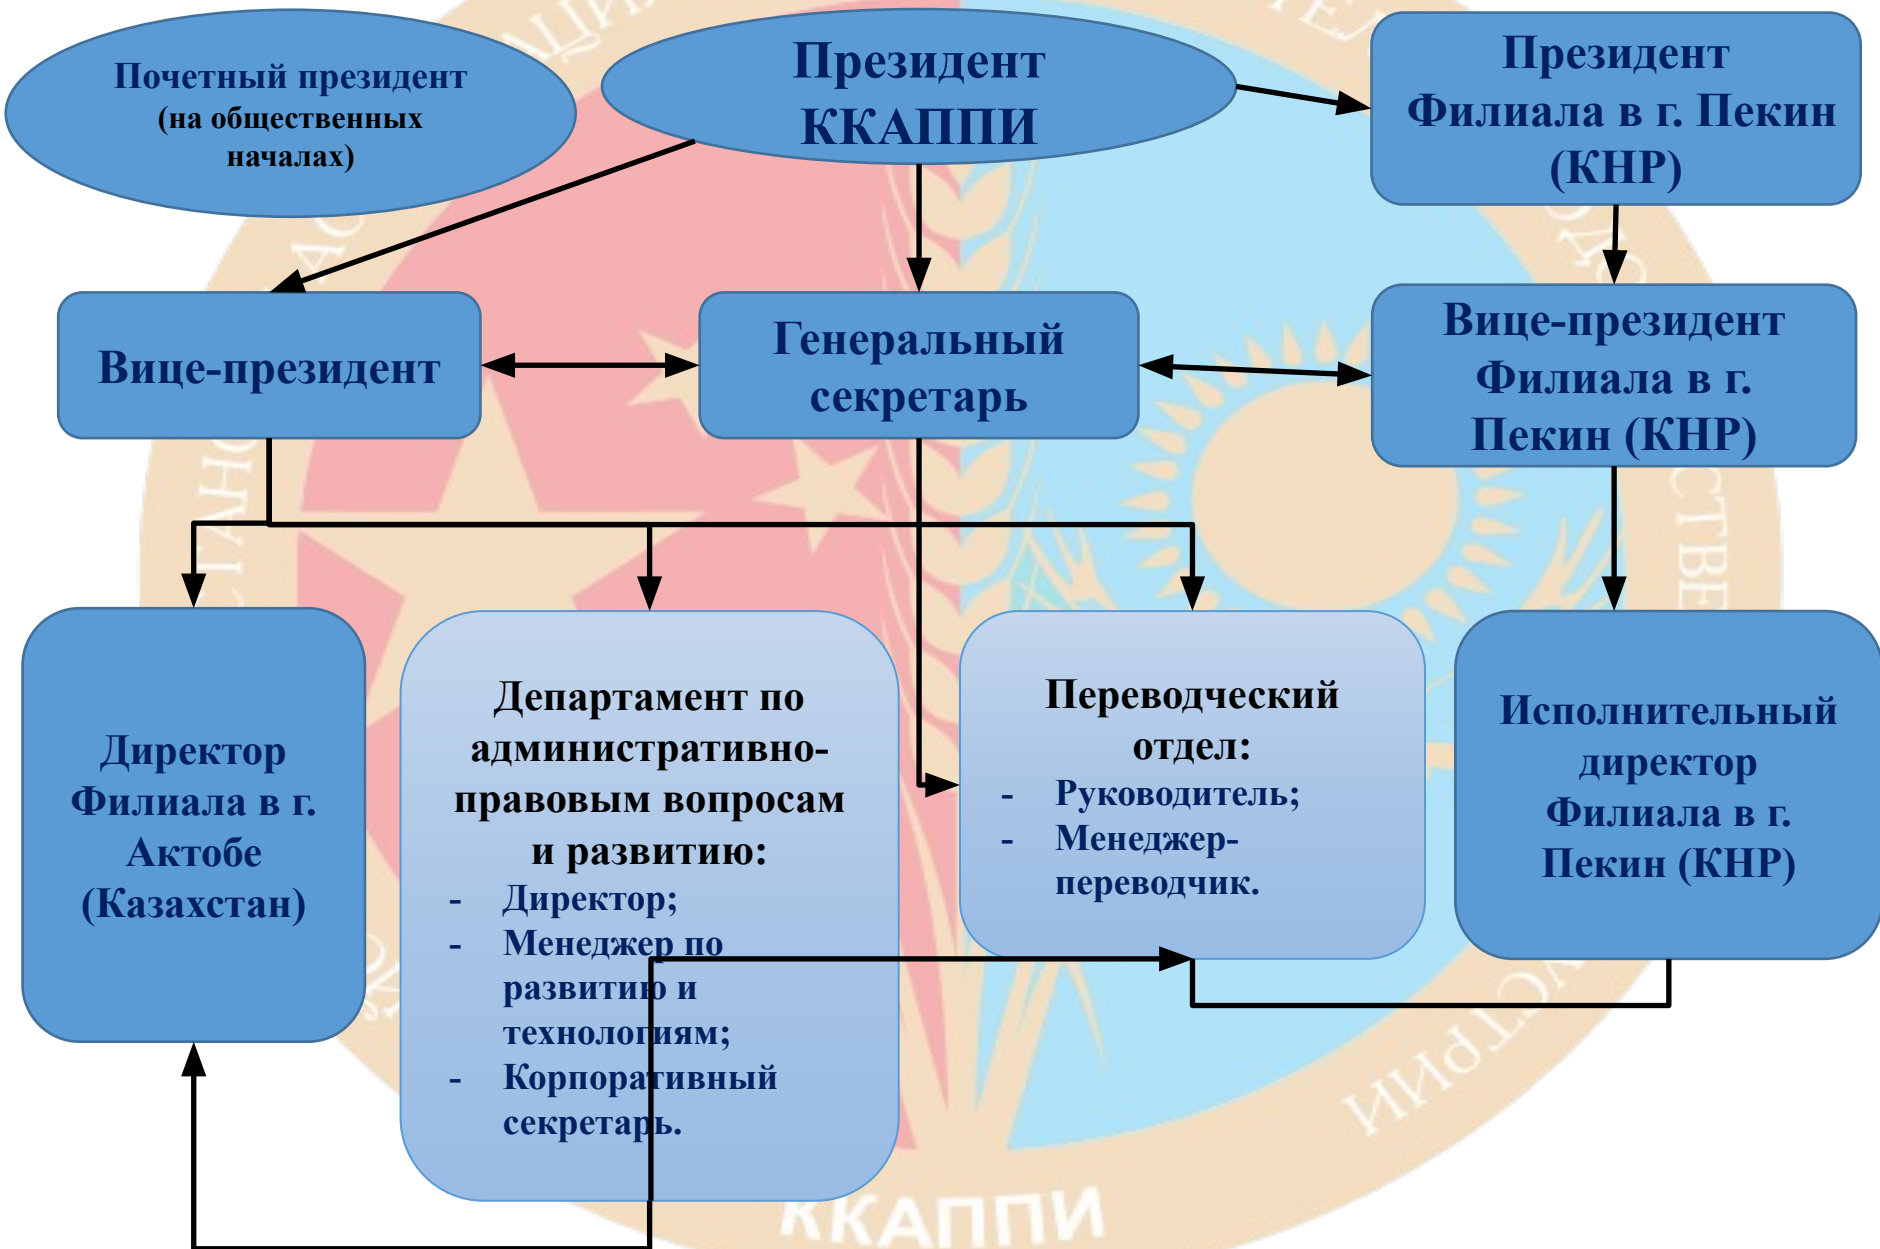 Почетный президент
(на общественных
началах)
Президент
ККАППИ
Президент
Филиала в г. Пекин
(КНР)
Вице-президент
Генеральный
секретарь
Вице-президент
Филиала в г.
Пекин (КНР)
Директор
Филиала в г.
Актобе
(Казахстан)
Департамент по
административно-
правовым вопросам
и развитию:
- Директор;
- Менеджер по
развитию и
технологиям;
- Корпоративный
секретарь.
Переводческий
отдел:
- Руководитель;
- Менеджер-
переводчик.
Исполнительный
директор
Филиала в г.
Пекин (КНР)
ККАППИ